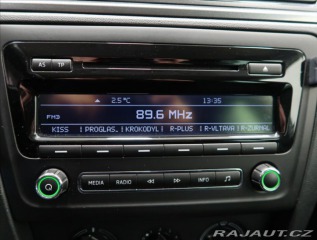 AS TP
2.5°C 13:35
FM3 89.6 MHz
KISS | PROGLAS. | KROKODYL | R-PLUS | R-VLTAVA | R-ZURNAL
MEDIA RADIO INFO
RAJAUT.CZ